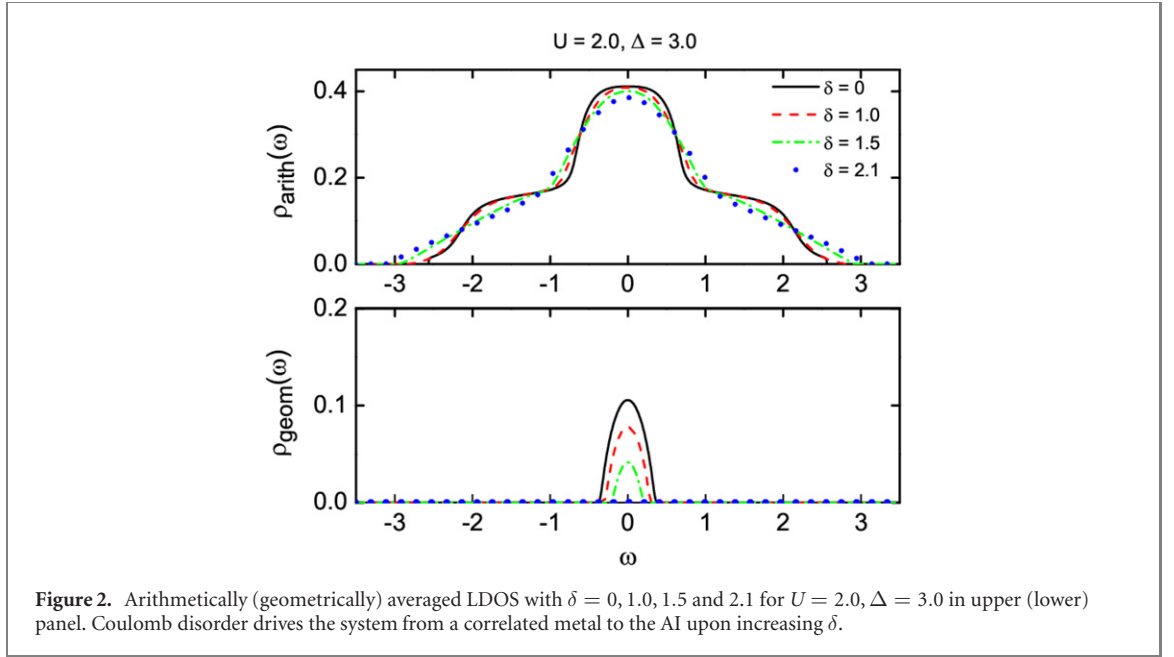 U = 2.0, Δ = 3.0
ρarith(ω)
0.4
0.2
0.0
δ = 0
δ = 1.0
δ = 1.5
δ = 2.1
-3 -2 -1 0 1 2 3
ρgeom(ω)
0.2
0.1
0.0
-3 -2 -1 0 1 2 3
ω
Figure 2. Arithmetically (geometrically) averaged LDOS with δ = 0, 1.0, 1.5 and 2.1 for U = 2.0, Δ = 3.0 in upper (lower)
panel. Coulomb disorder drives the system from a correlated metal to the AI upon increasing δ.